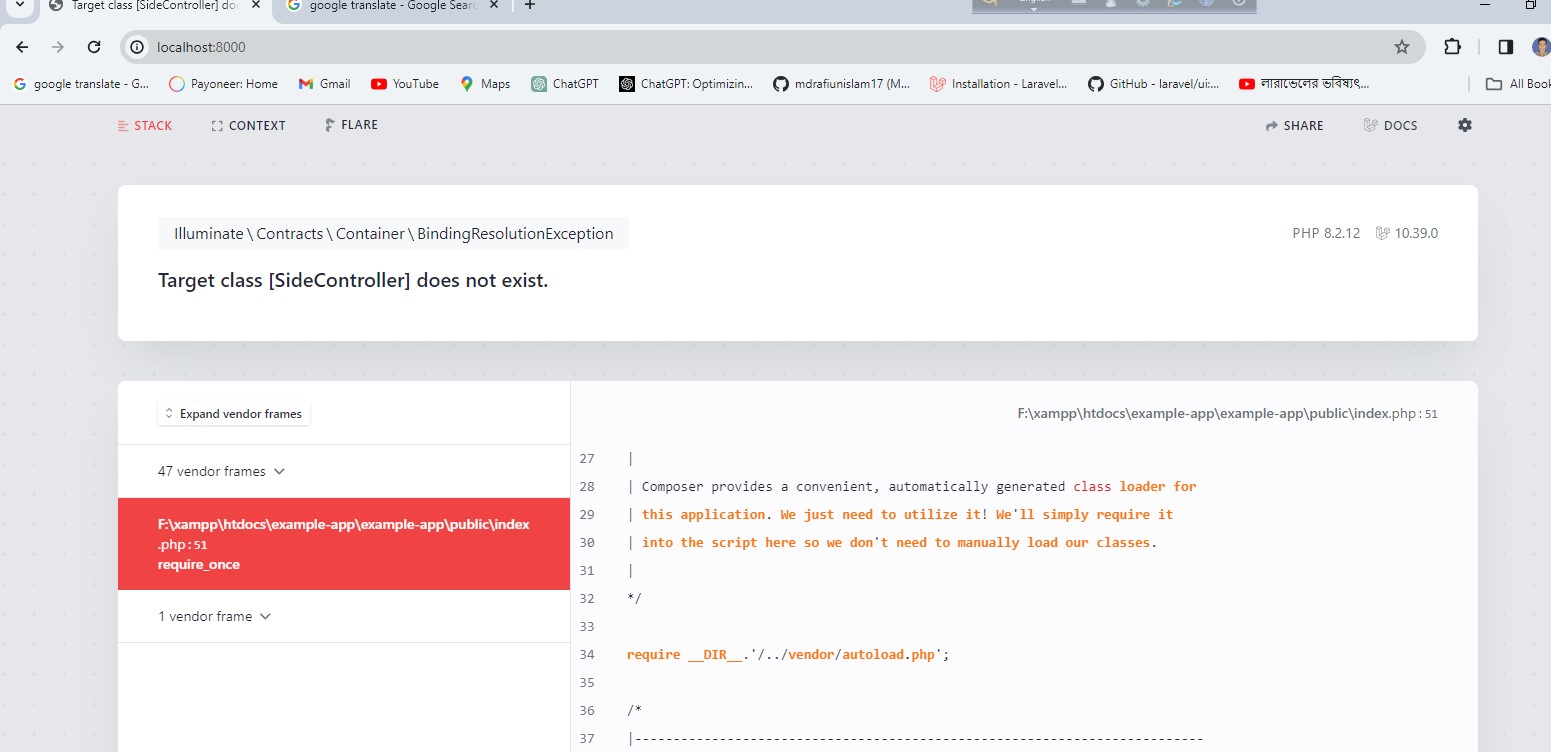 Target class [SideController] doe
google translate - Google Searc
localhost:8000
google translate - G...
Payoneer: Home
Gmail
YouTube
Maps
ChatGPT
ChatGPT: Optimizin...
mdrafiunislam17 (M...
Installation - Laravel...
GitHub - laravel/ui:...
লারাভেলের ভবিষ্যৎ...
All Book
STACK
CONTEXT
FLARE
SHARE
DOCS
Illuminate \ Contracts \ Container \ BindingResolutionException
PHP 8.2.12
10.39.0
Target class [SideController] does not exist.
Expand vendor frames
47 vendor frames
F:\xampp\htdocs\example-app\example-app\public\index
.php : 51
require_once
1 vendor frame
F:\xampp\htdocs\example-app\example-app\public\index.php : 51
27 |
28 | Composer provides a convenient, automatically generated class loader for
29 | this application. We just need to utilize it! We'll simply require it
30 | into the script here so we don't need to manually load our classes.
31 |
32 */
33
34 require __DIR__.'/../vendor/autoload.php';
35
36 /*
37 |--------------------------------------------------------------------------